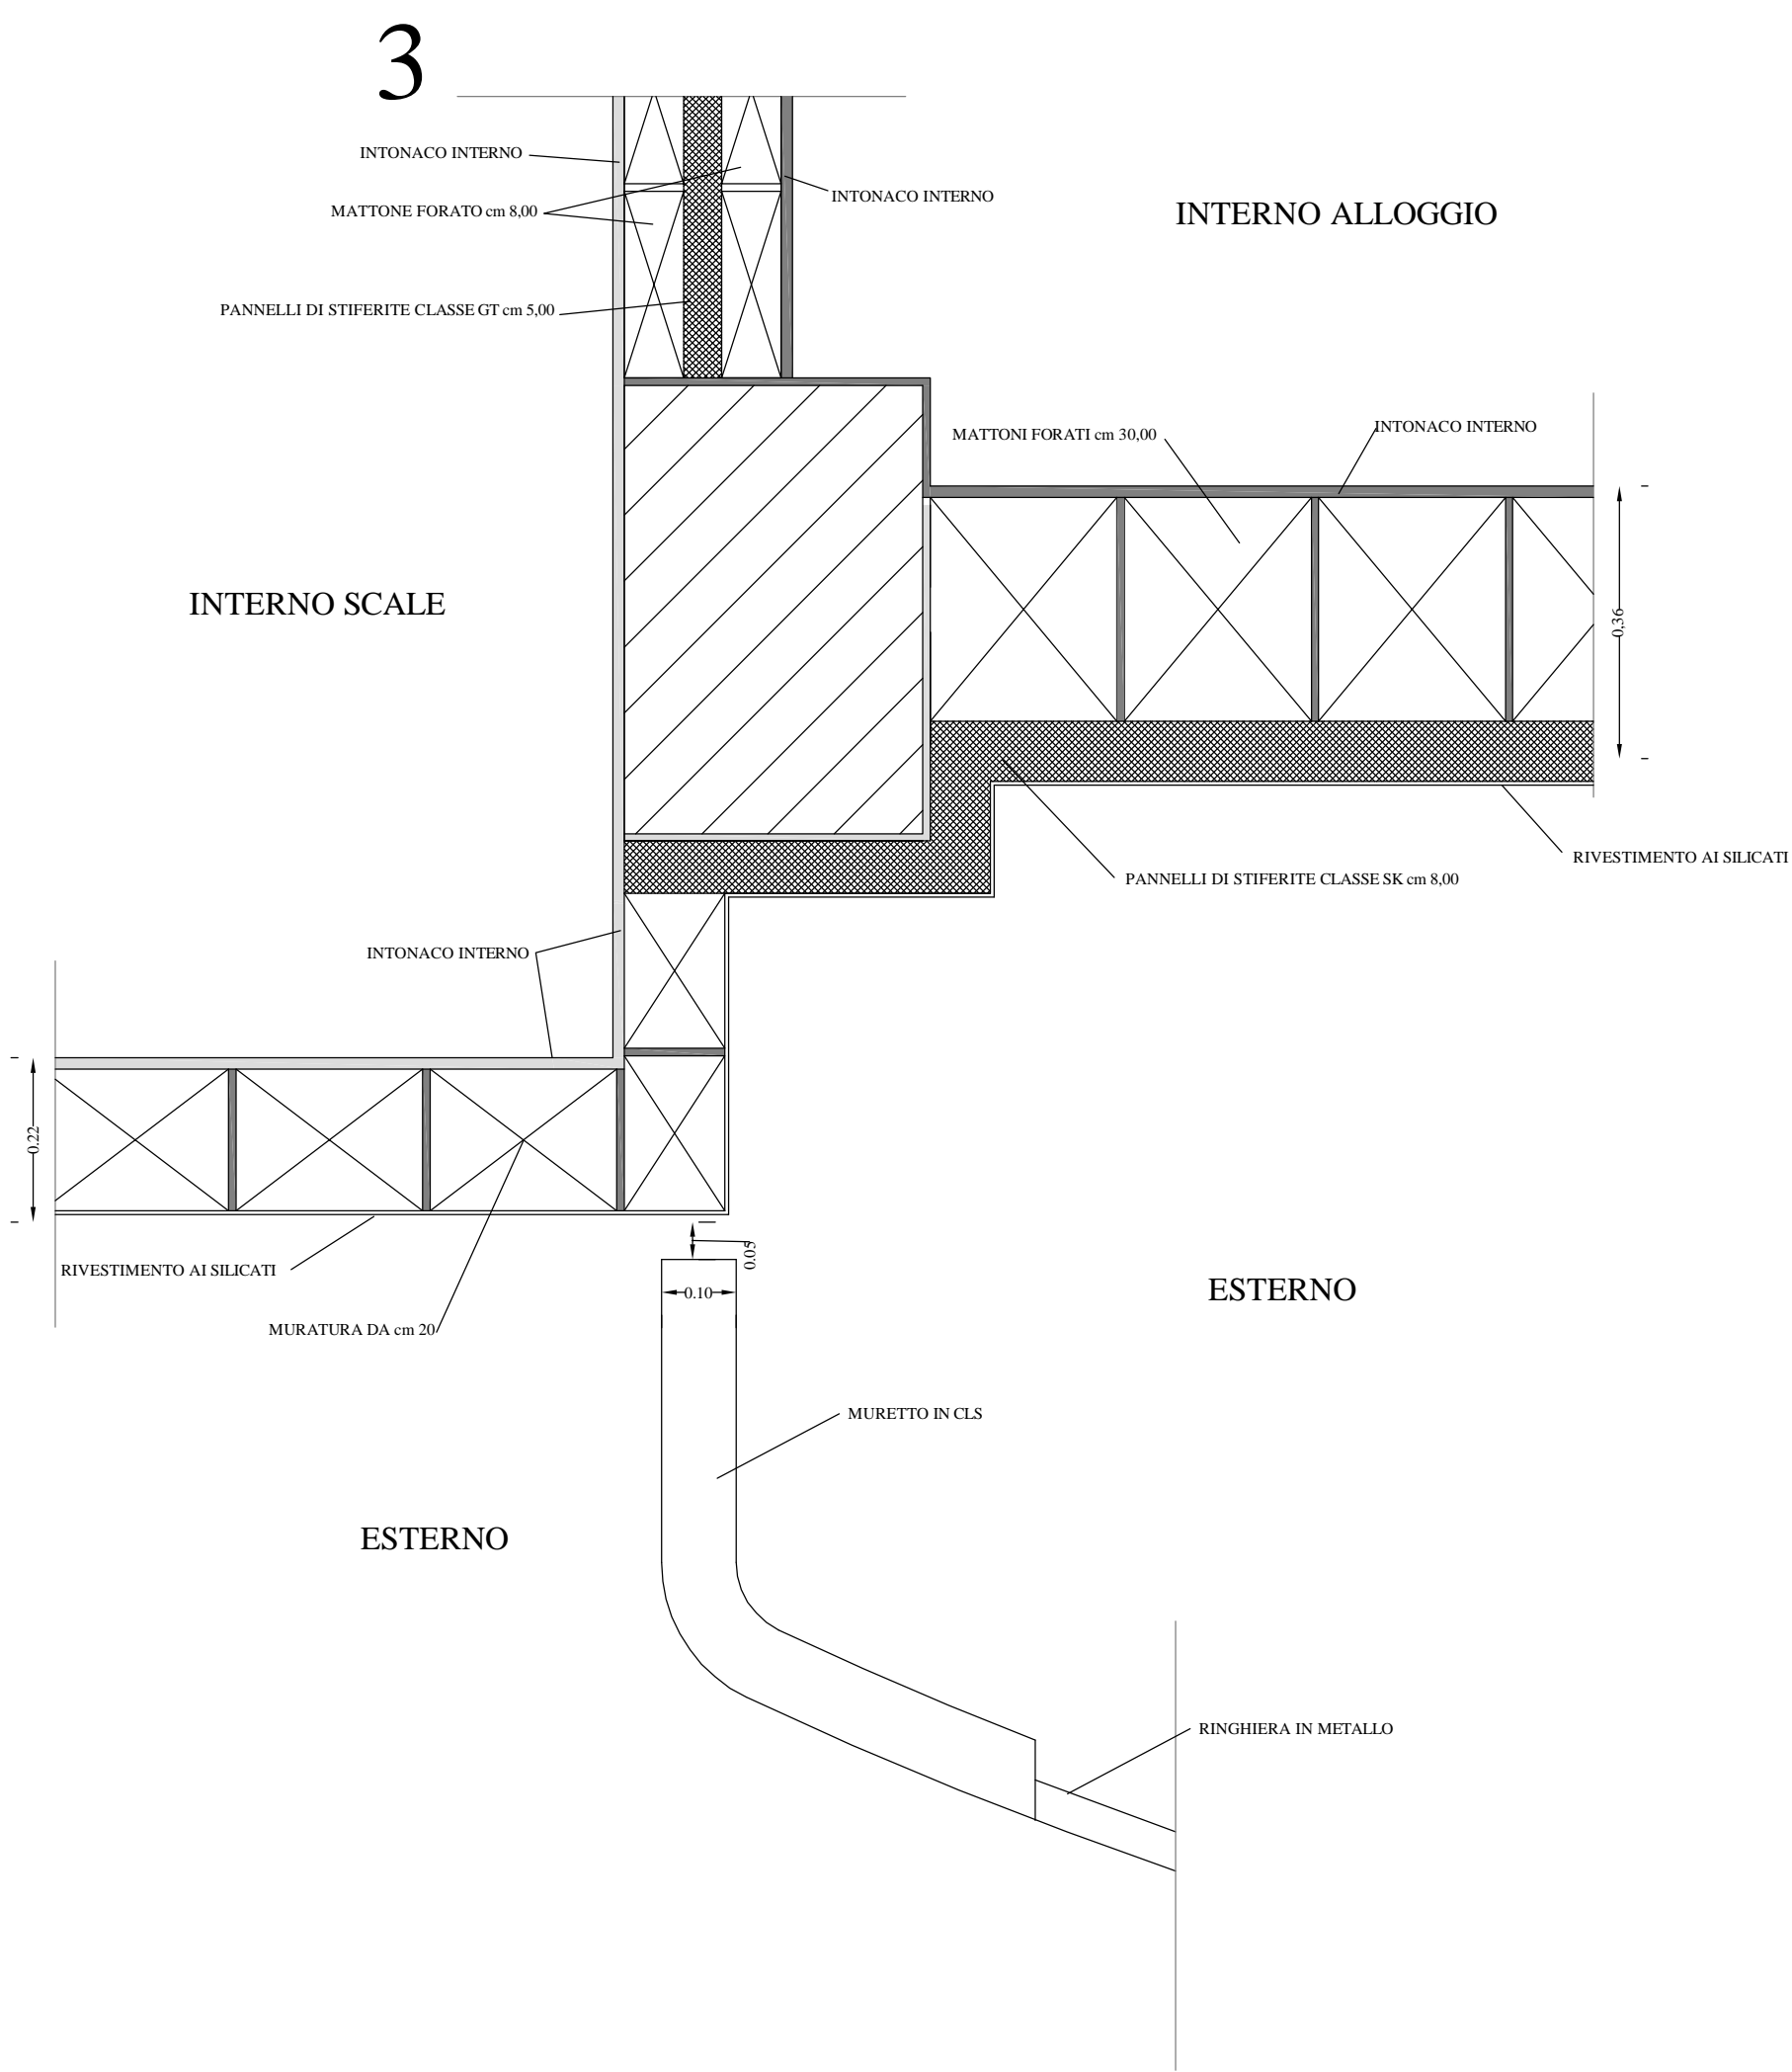 3
INTONACO INTERNO
INTONACO INTERNO
MATTONE FORATO cm 8,00
INTERNO ALLOGGIO
PANNELLI DI STIFERITE CLASSE GT cm 5,00
MATTONI FORATI cm 30,00
INTONACO INTERNO
INTERNO SCALE
0,36
RIVESTIMENTO AI SILICATI
PANNELLI DI STIFERITE CLASSE SK cm 8,00
INTONACO INTERNO
0.22
0.05
RIVESTIMENTO AI SILICATI
0.10
ESTERNO
MURATURA DA cm 20
MURETTO IN CLS
ESTERNO
RINGHIERA IN METALLO